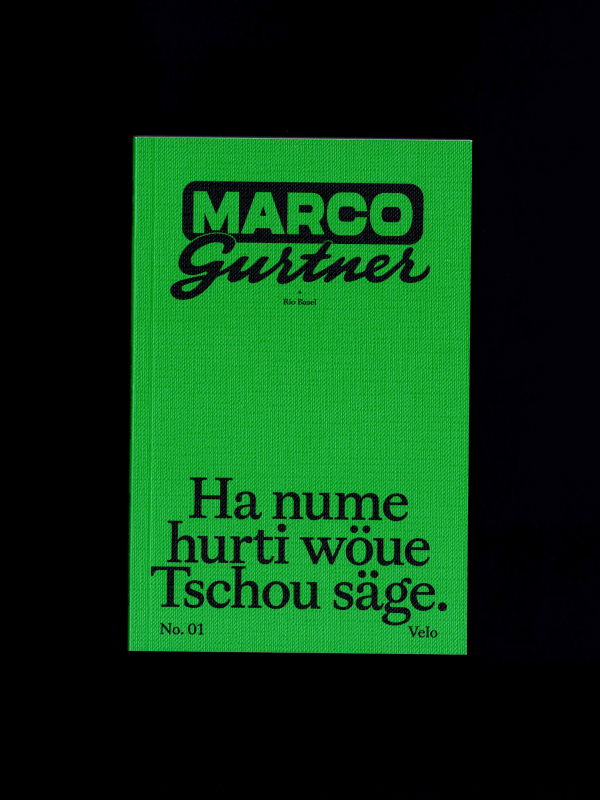 MARCO
Gurtner
Rio Basel
Ha nume
hurti wöue
Tschou säge.
No. 01
Velo